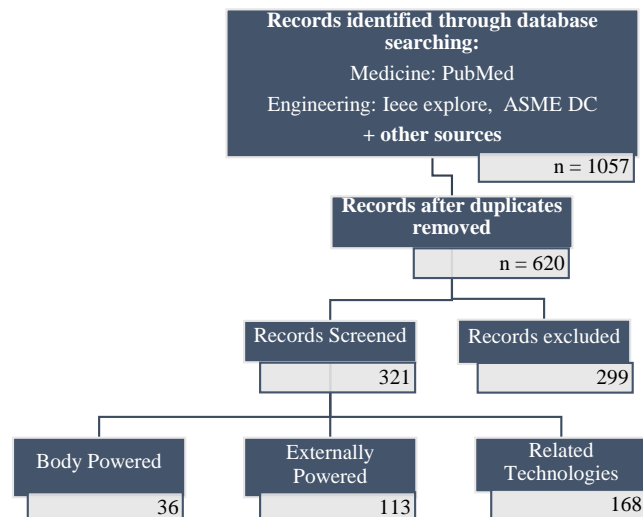 Records identified through database
searching:
Medicine: PubMed
Engineering: Ieee explore, ASME DC
+ other sources
n = 1057
Records after duplicates
removed
n = 620
Records Screened
321
Records excluded
299
Body Powered
36
Externally
Powered
113
Related
Technologies
168